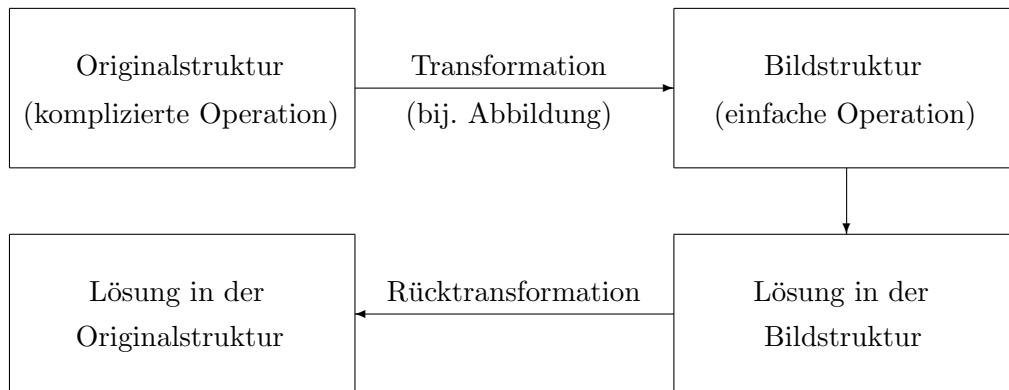 Originalstruktur
(komplizierte Operation)
Transformation
(bij. Abbildung)
Bildstruktur
(einfache Operation)
Lösung in der
Originalstruktur
Rücktransformation
Lösung in der
Bildstruktur